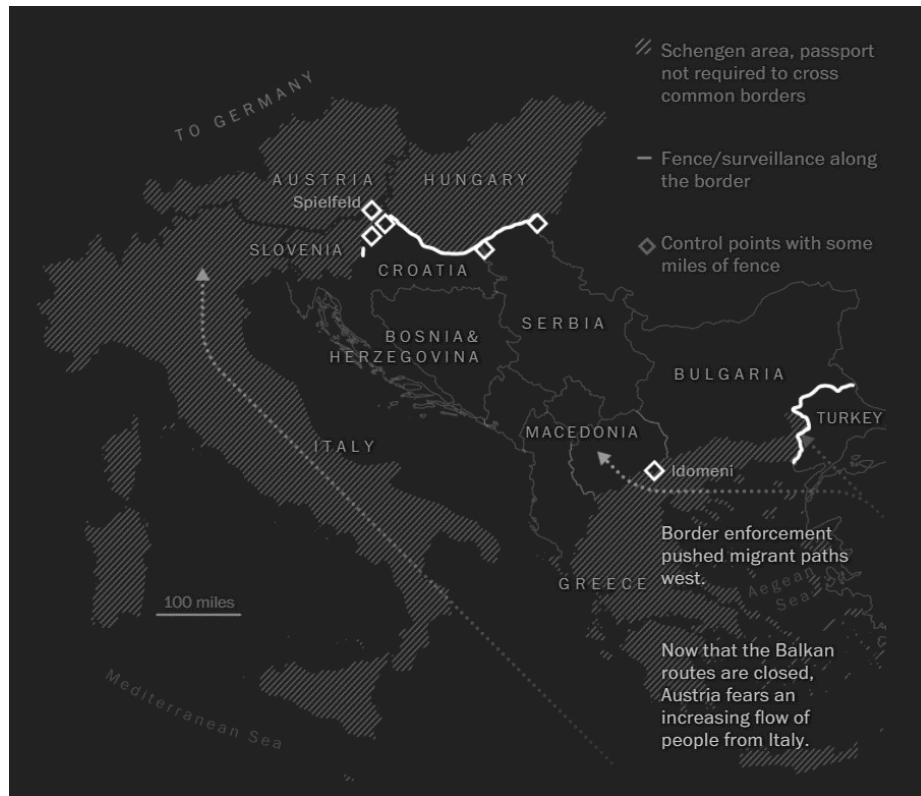 Schengen area, passport
not required to cross
common borders
TO GERMANY
Fence/surveillance along
the border
AUSTRIA
HUNGARY
Spielfeld
SLOVENIA
Control points with some
miles of fence
CROATIA
SERBIA
BOSNIA&
HERZEGOVINA
BULGARIA
TURKEY
MACEDONIA
ITALY
Idomeni
Border enforcement
pushed migrant paths
west.
GREECE
Aegean
Sea
100 miles
Now that the Balkan
routes are closed,
Austria fears an
increasing flow of
people from Italy.
Mediterranean Sea